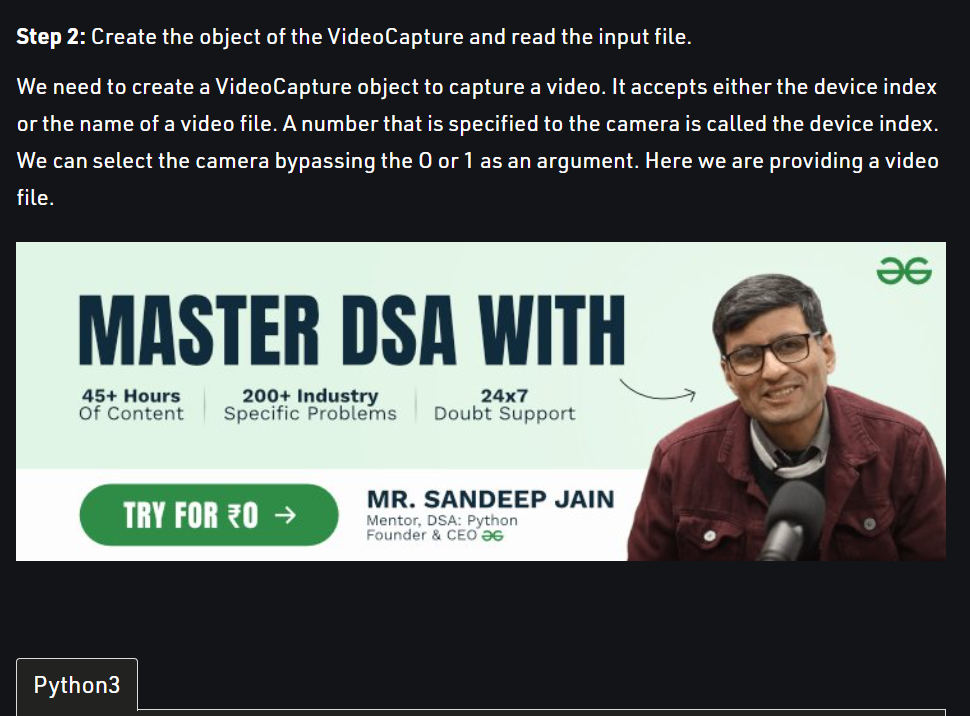 Step 2: Create the object of the VideoCapture and read the input file.
We need to create a VideoCapture object to capture a video. It accepts either the device index
or the name of a video file. A number that is specified to the camera is called the device index.
We can select the camera bypassing the 0 or 1 as an argument. Here we are providing a video
file.
MASTER DSA WITH
45+ Hours
Of Content
200+ Industry
Specific Problems
24x7
Doubt Support
TRY FOR ₹0 →
MR. SANDEEP JAIN
Mentor, DSA: Python
Founder & CEO
Python3